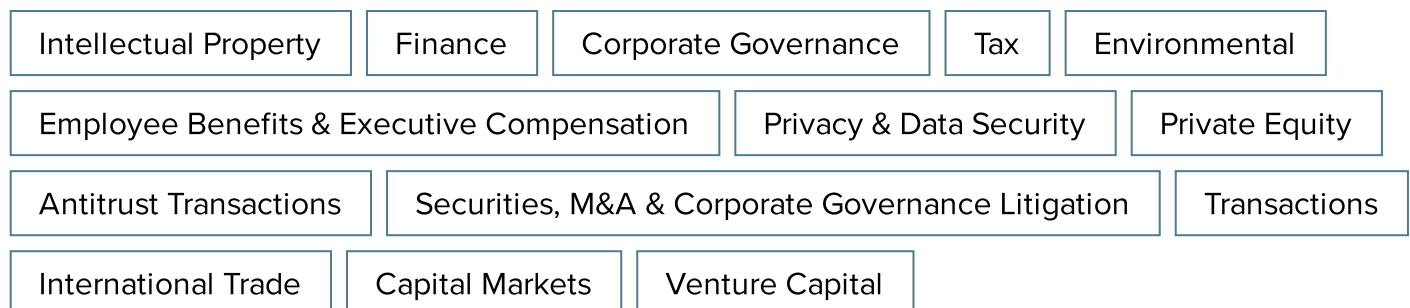 Intellectual Property Finance Corporate Governance Tax Environmental
Employee Benefits & Executive Compensation Privacy & Data Security Private Equity
Antitrust Transactions Securities, M&A & Corporate Governance Litigation Transactions
International Trade Capital Markets Venture Capital